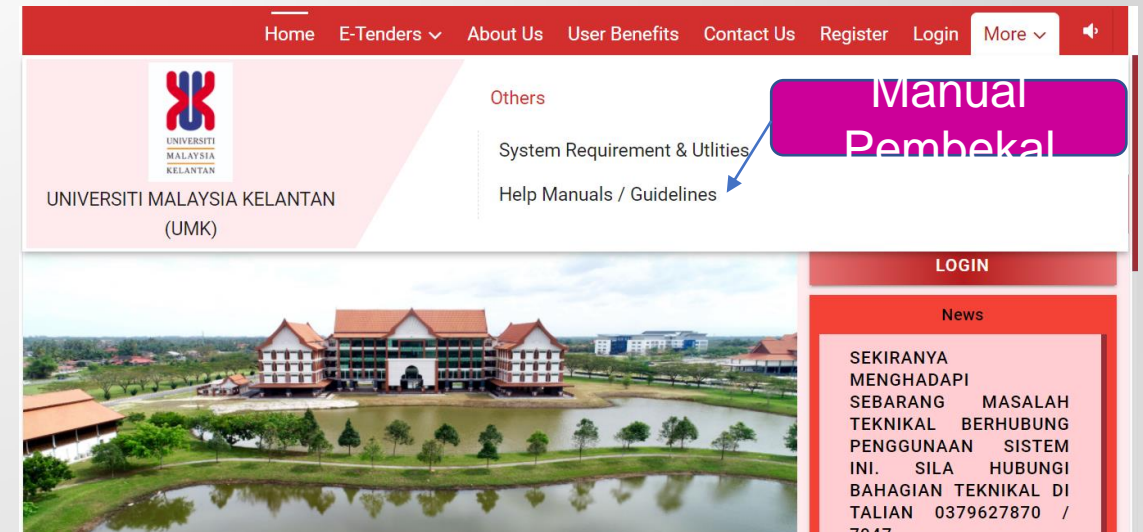 Home E-Tenders About Us User Benefits Contact Us Register Login More
UNIVERSITI
MALAYSIA
KELANTAN
UNIVERSITI MALAYSIA KELANTAN
(UMK)
Others
System Requirement & Utlities
Help Manuals / Guidelines
Manual
Pembekal
LOGIN
News
SEKIRANYA
MENGHADAPI
SEBARANG MASALAH
TEKNIKAL BERHUBUNG
PENGGUNAAN SISTEM
INI. SILA HUBUNGI
BAHAGIAN TEKNIKAL DI
TALIAN 0379627870 /